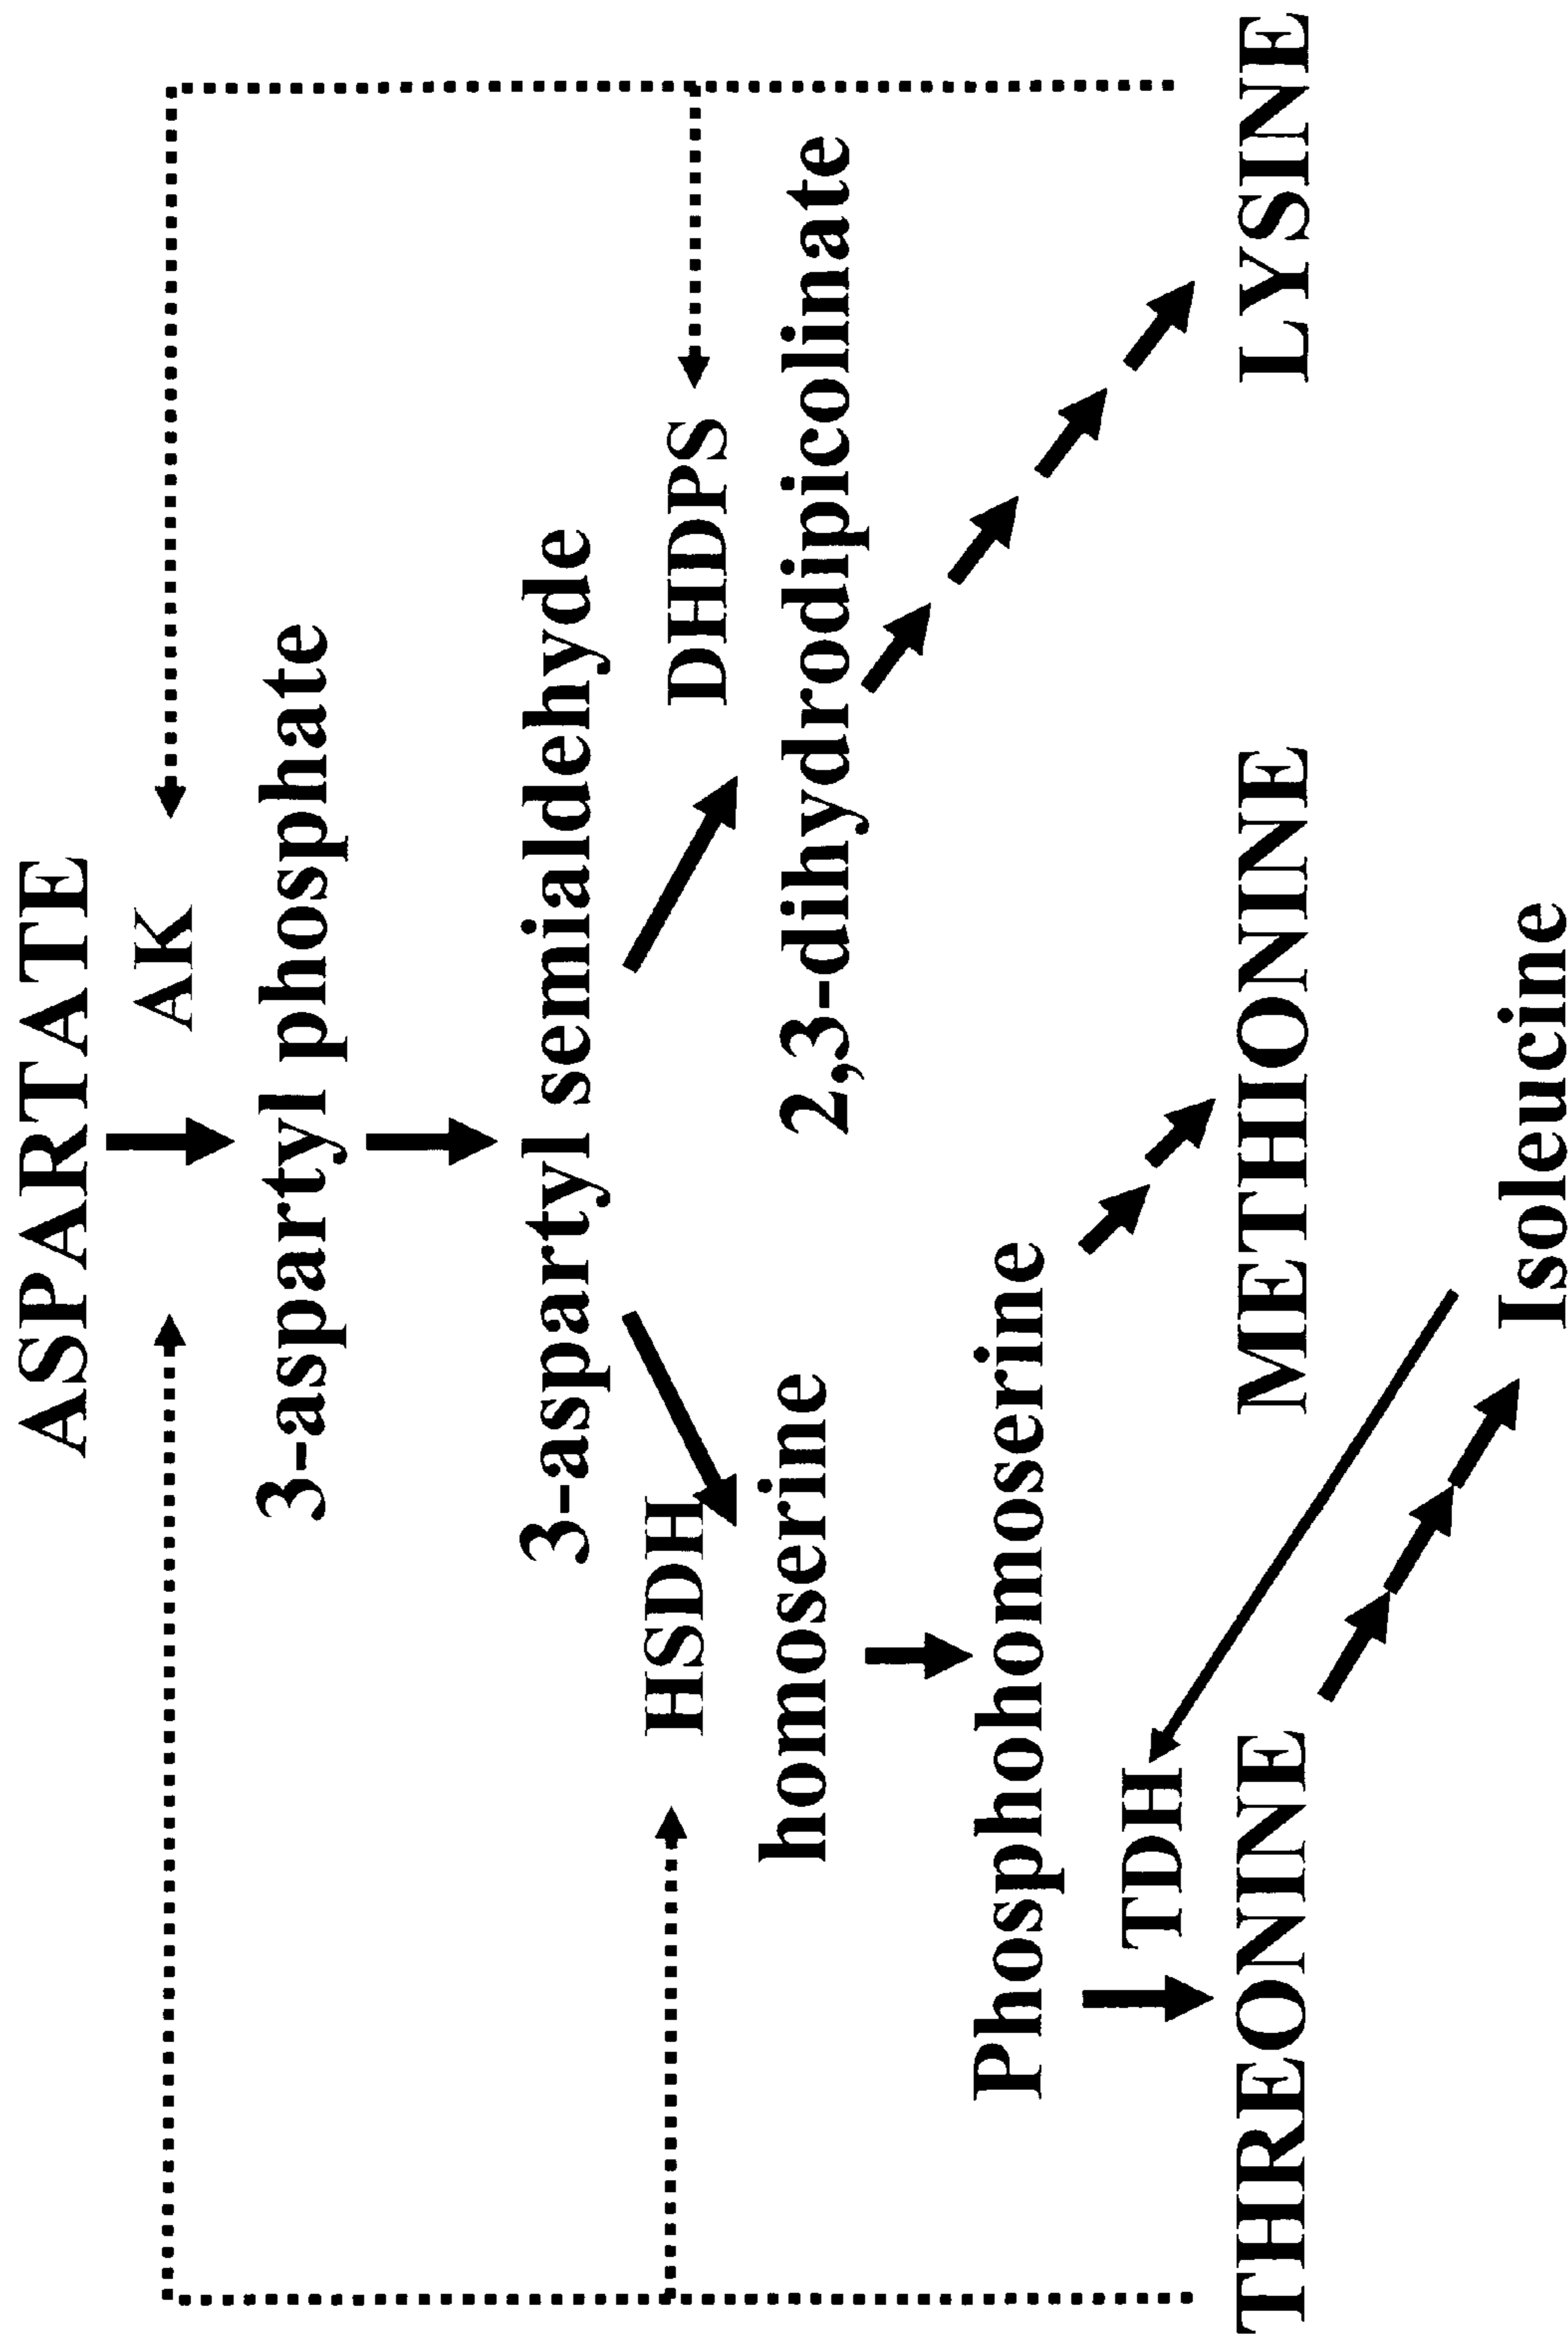 ASPARTATE
AK
3-aspartyl phosphate
3-aspartyl semialdehyde
HSDH
DHDPS
homoserine
2,3-dihydrodipicolinate
Phosphohomoserine
TDH
THREONINE
METHIONINE
LYSINE
Isoleucine